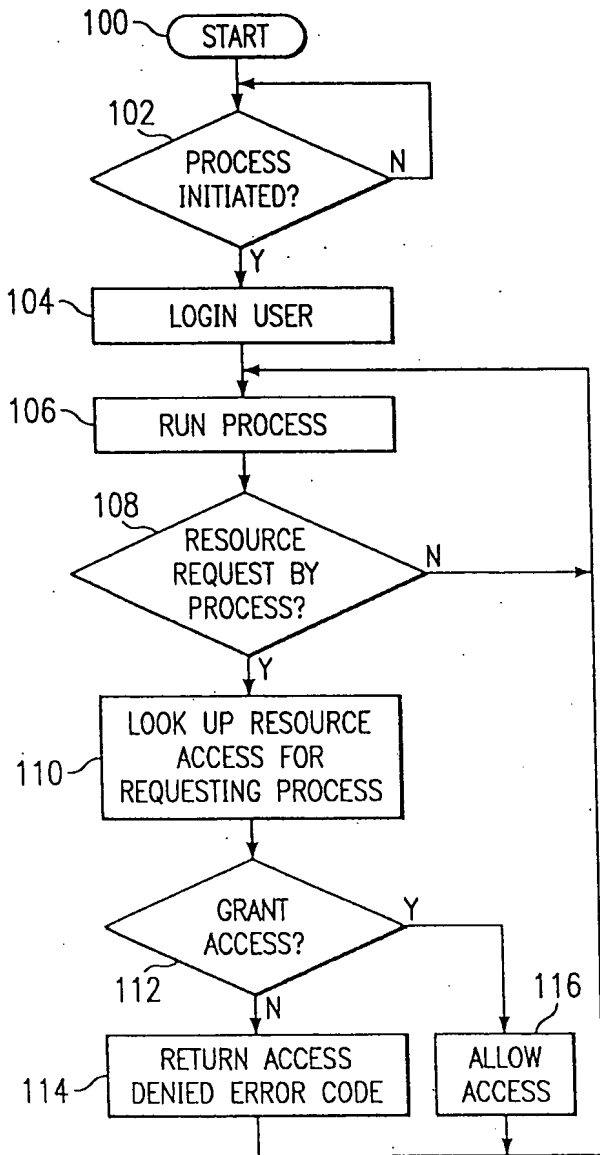 100
START
102
PROCESS
INITIATED?
N
Y
104
LOGIN USER
106
RUN PROCESS
108
RESOURCE
REQUEST BY
PROCESS?
N
Y
110
LOOK UP RESOURCE
ACCESS FOR
REQUESTING PROCESS
GRANT
ACCESS?
Y
112
N
116
114
RETURN ACCESS
DENIED ERROR CODE
ALLOW
ACCESS